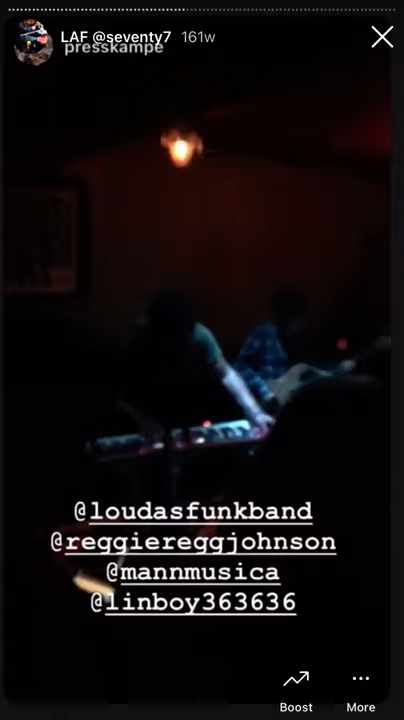 LAF @seventy7 161w
presskampe
@loudasfunkband
@reggiereggjohnson
@mannmusica
@linboy363636
Boost More